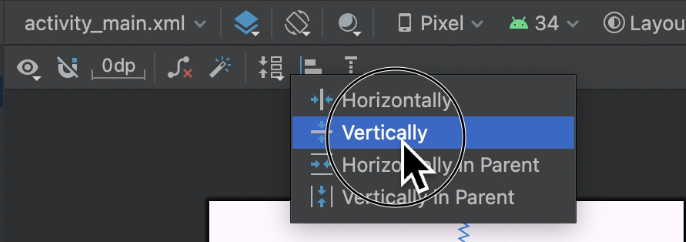 activity_main.xml Pixel 34 Layou
0dp
Horizontally
Vertically
Horizontally in Parent
Vertically in Parent